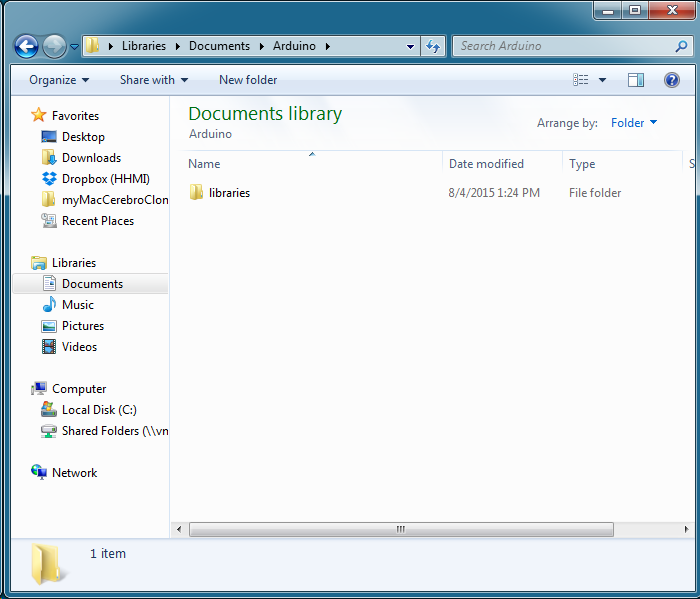 Libraries Documents Arduino
Search Arduino
Organize Share with New folder
Favorites
Desktop
Downloads
Dropbox (HHMI)
myMacCerebroClon
Recent Places
Libraries
Documents
Music
Pictures
Videos
Computer
Local Disk (C:)
Shared Folders (\\vn
Network
Documents library
Arduino
Arrange by: Folder
Name Date modified Type S
libraries 8/4/2015 1:24 PM File folder
1 item